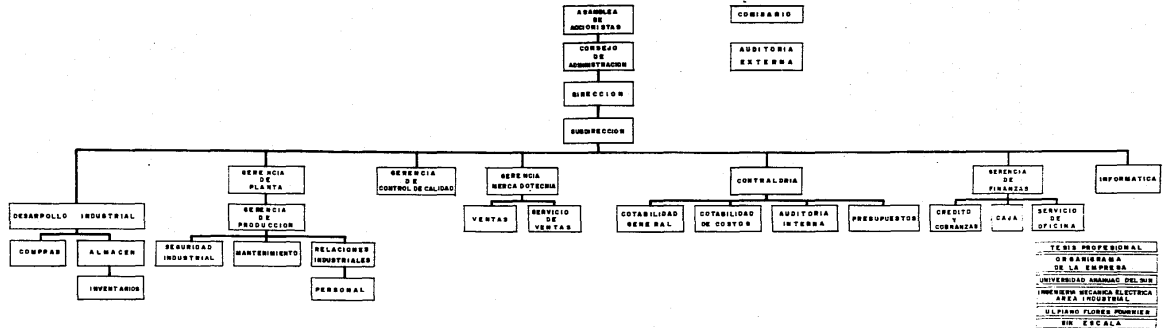 ASAMBLEA
DE
ACCIONISTAS
COMISARIO
CONSEJO
DE
ADMINISTRACION
AUDITORIA
EXTERNA
DIRECCION
SUBDIRECCION
GERENCIA
DE
PLANTA
GERENCIA
DE
CONTROL DE CALIDAD
GERENCIA
MERCADOTECNIA
CONTRALORIA
GERENCIA
DE
FINANZAS
INFORMATICA
DESAROLLO INDUSTRIAL
GERENCIA
DE
PRODUCCION
VENTAS
SERVICIO
DE
VENTAS
COTABILIDAD
GENERAL
COTABILIDAD
DE COSTOS
AUDITORIA
INTERNA
PRESUPUESTOS
CREDITO
Y
COBRANZAS
CAJA
SERVICIO
DE
OFICINA
COMPRAS
ALMACEN
SEGURIDAD
INDUSTRIAL
MANTENIMIENTO
RELACIONES
INDUSTRIALES
INVENTARIOS
PERSONAL
TESIS PROFESIONAL
ORGANIGRAMA
DE LA EMPRESA
UNIVERSIDAD ANAHUAC DEL SUR
INGENIERIA MECANICA ELECTRICA
AREA INDUSTRIAL
ULPIANO FLORES FOURNIER
SIN ESCALA